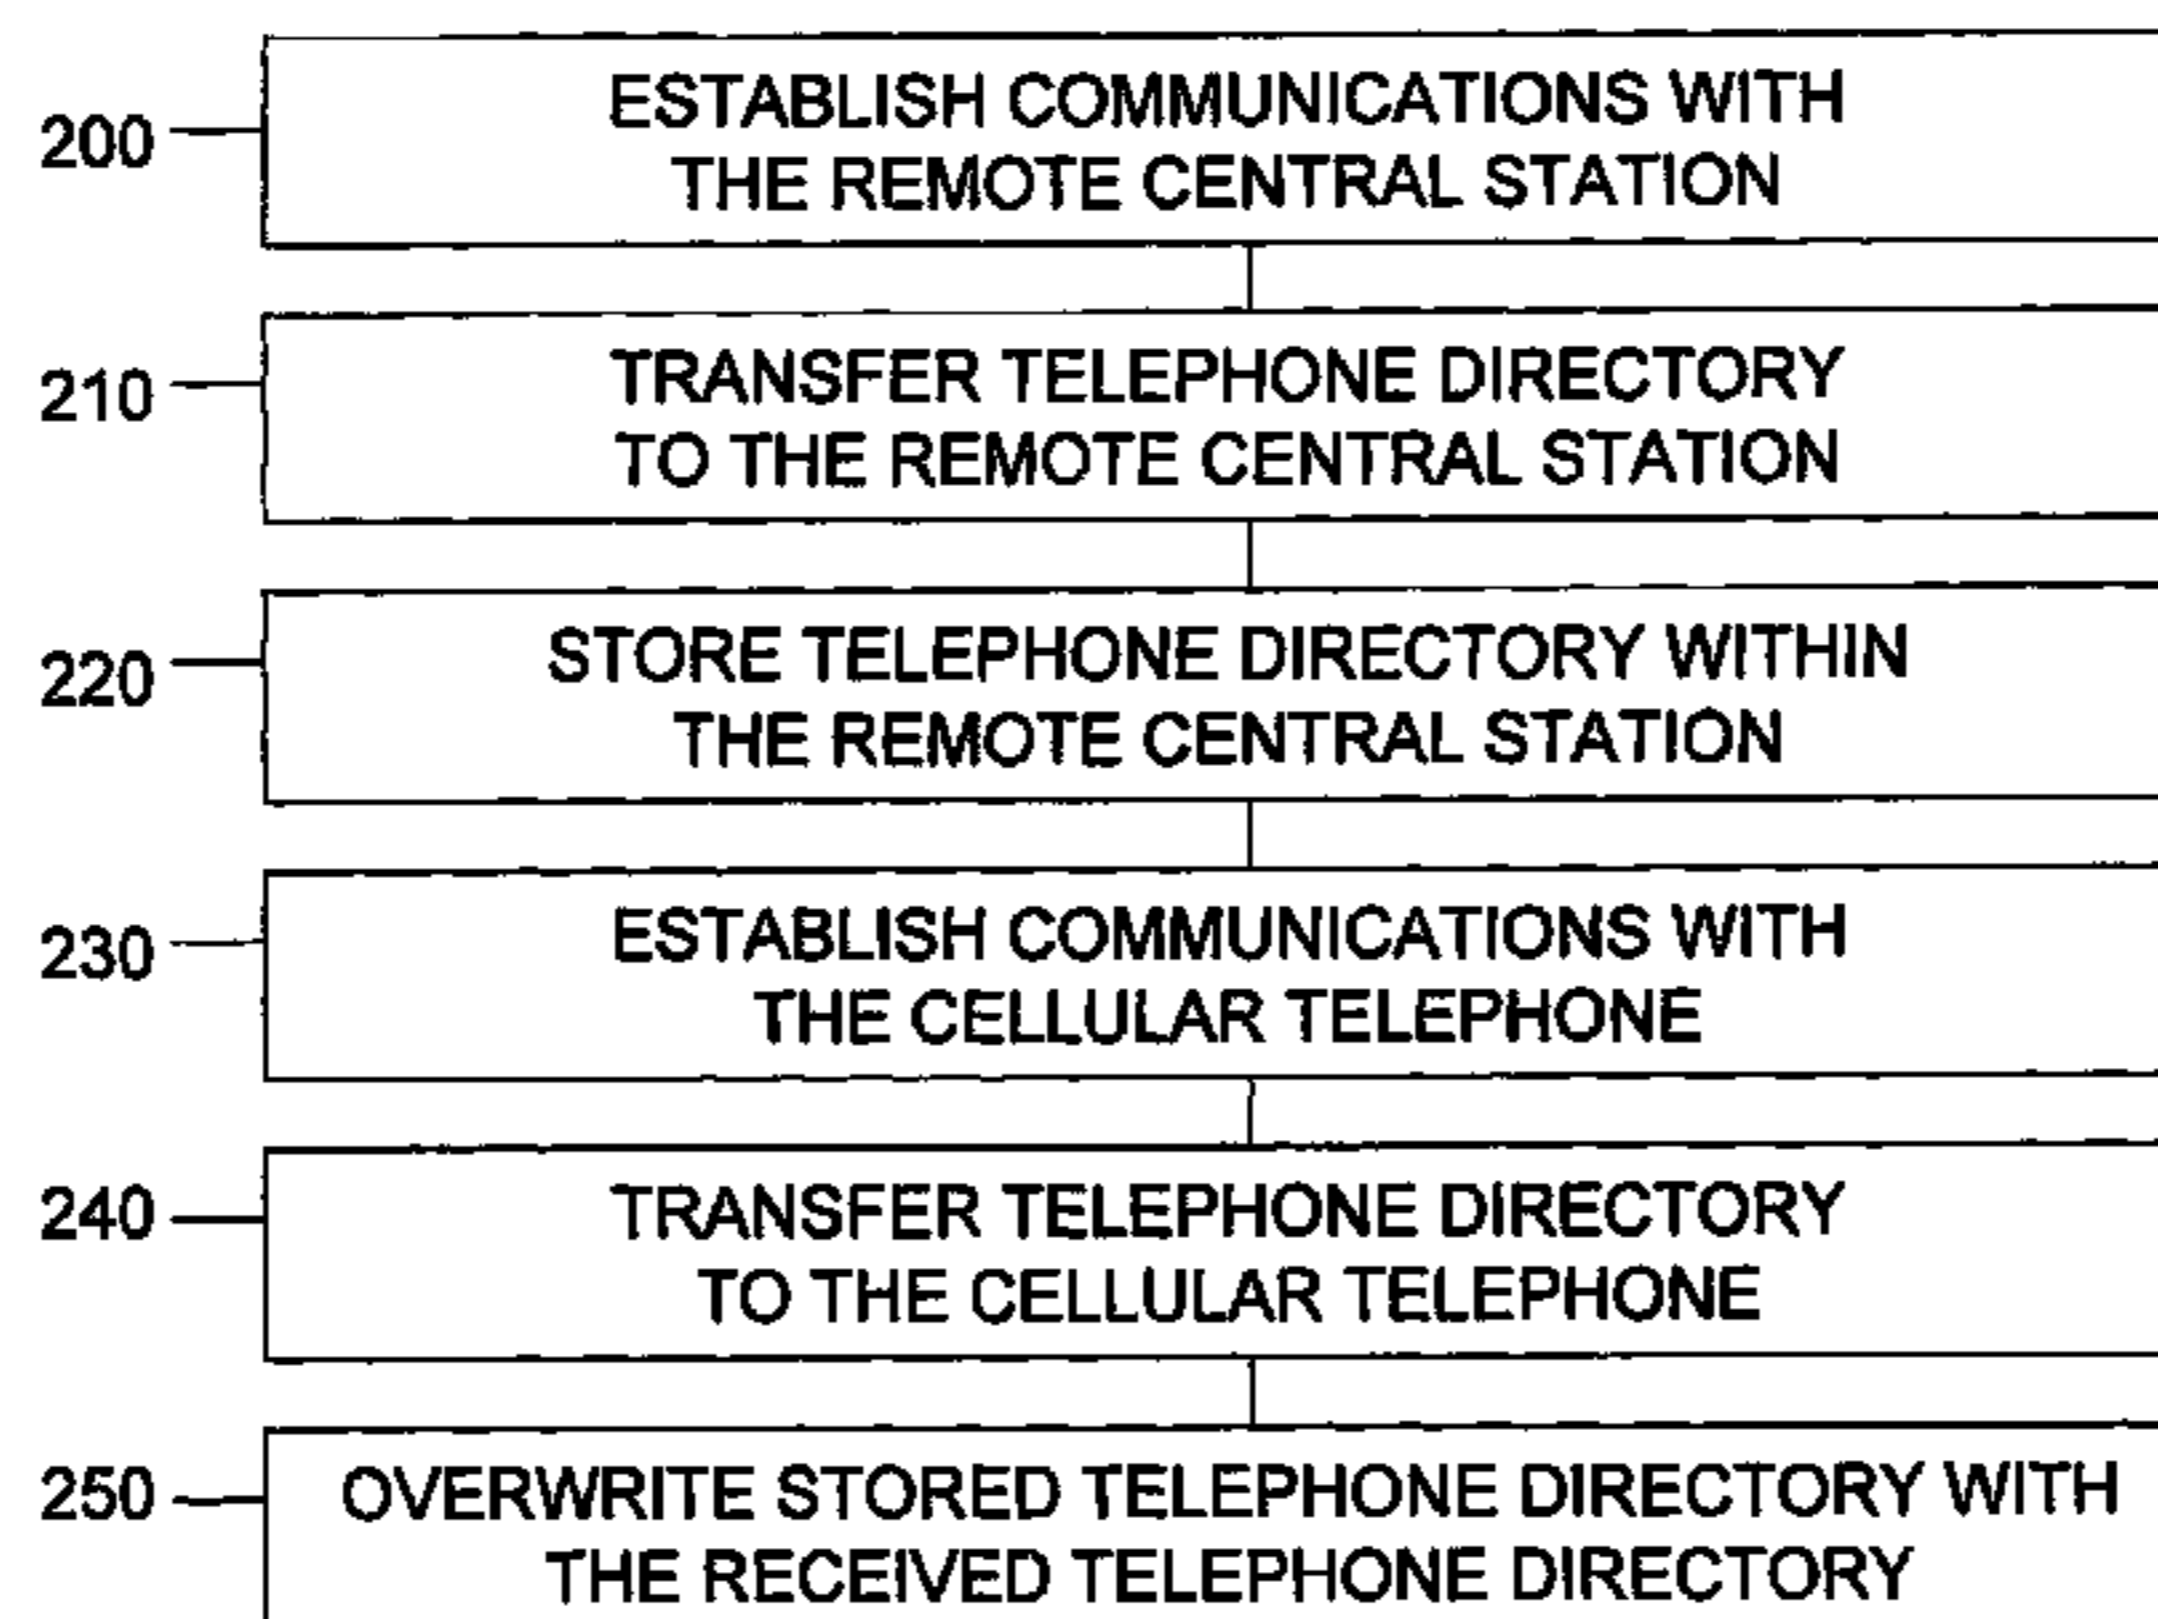 200
ESTABLISH COMMUNICATIONS WITH
THE REMOTE CENTRAL STATION
210
TRANSFER TELEPHONE DIRECTORY
TO THE REMOTE CENTRAL STATION
220
STORE TELEPHONE DIRECTORY WITHIN
THE REMOTE CENTRAL STATION
230
ESTABLISH COMMUNICATIONS WITH
THE CELLULAR TELEPHONE
240
TRANSFER TELEPHONE DIRECTORY
TO THE CELLULAR TELEPHONE
250
OVERWRITE STORED TELEPHONE DIRECTORY WITH
THE RECEIVED TELEPHONE DIRECTORY